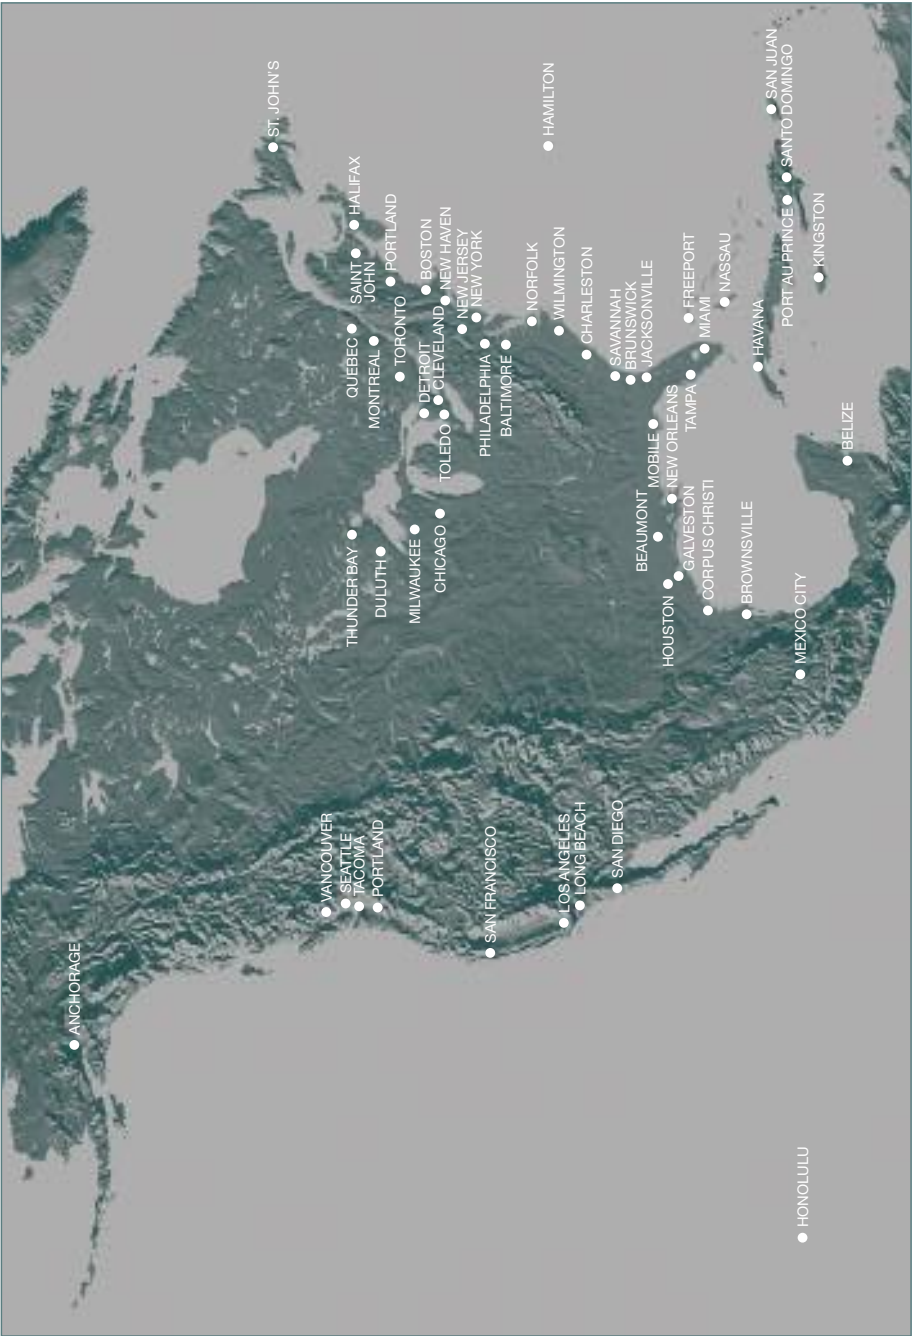 ANCHORAGE
VANCOUVER
SEATTLE
TACOMA
PORTLAND
SAN FRANCISCO
LOS ANGELES
LONG BEACH
SAN DIEGO
HONOLULU
THUNDER BAY
DULUTH
MILWAUKEE
CHICAGO
ST. JOHN'S
HALIFAX
SAINT
JOHN
PORTLAND
QUEBEC
MONTREAL
TORONTO
BOSTON
NEW HAVEN
DETROIT
CLEVELAND
TOLEDO
NEW JERSEY
NEW YORK
PHILADELPHIA
BALTIMORE
NORFOLK
HAMILTON
WILMINGTON
CHARLESTON
SAVANNAH
BRUNSWICK
JACKSONVILLE
BEAUMONT
MOBILE
NEW ORLEANS
HOUSTON
GALVESTON
CORPUS CHRISTI
BROWNSVILLE
TAMPA
FREEPORT
MIAMI
NASSAU
HAVANA
MEXICO CITY
BELIZE
SAN JUAN
SANTO DOMINGO
PORT AU PRINCE
KINGSTON